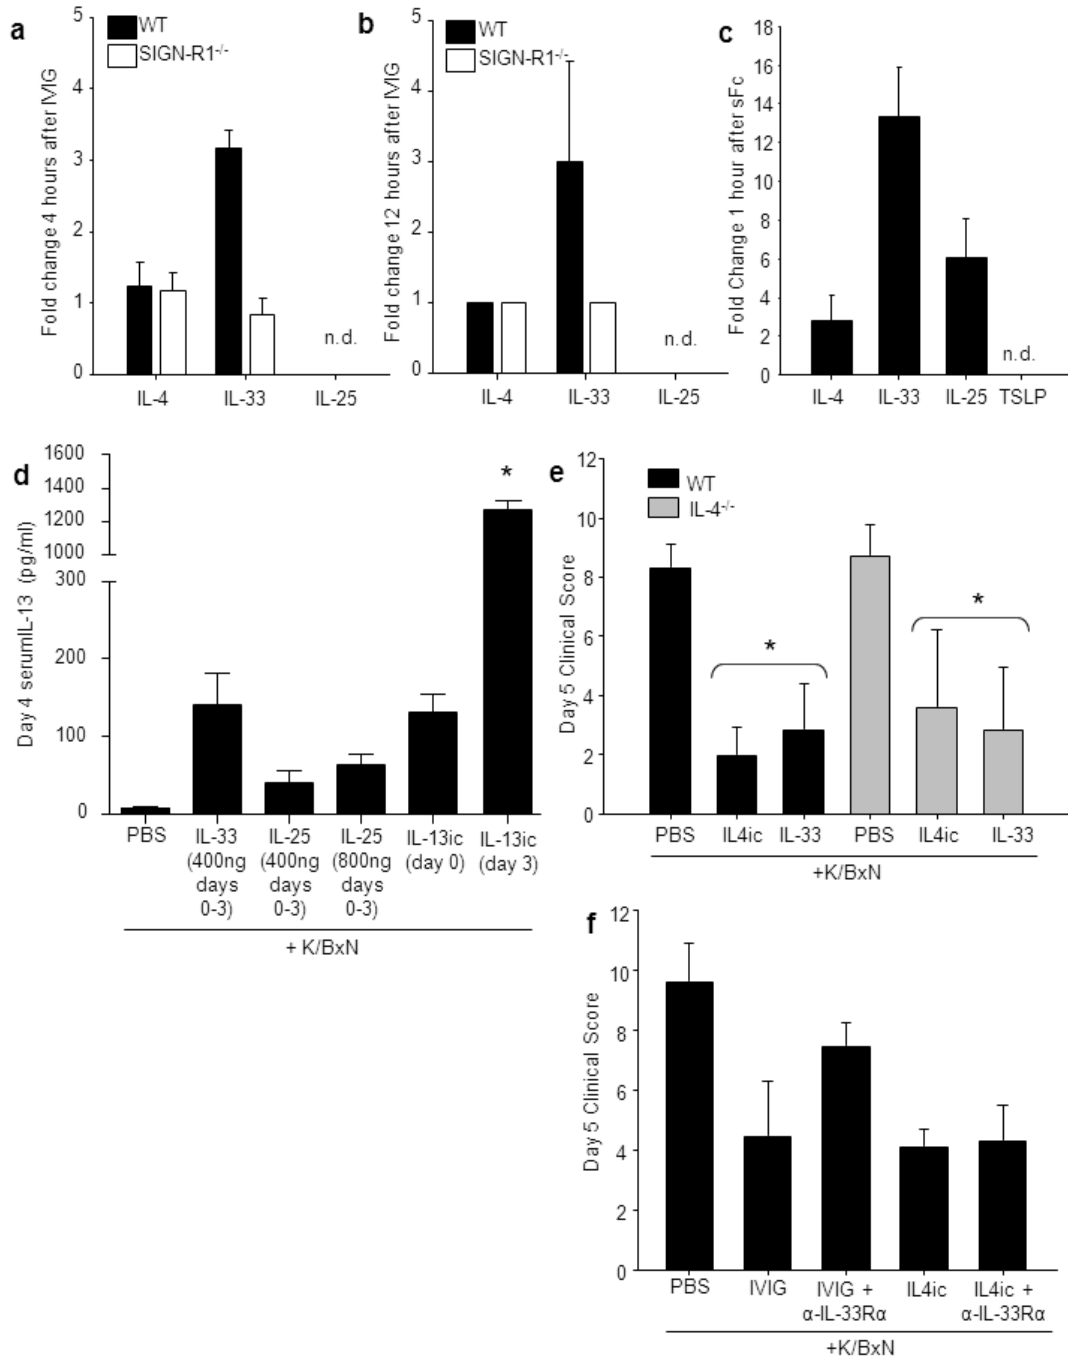 a
WT
SIGN-R1-/-
Fold change 4 hours after IVIG
5
4
3
2
1
0
n.d.
IL-4 IL-33 IL-25
b
WT
SIGN-R1-/-
Fold change 12 hours after IVIG
5
4
3
2
1
0
n.d.
IL-4 IL-33 IL-25
c
Fold Change 1 hour after sFc
18
16
14
12
10
8
6
4
2
0
n.d.
IL-4 IL-33 IL-25 TSLP
d
Day 4 serumIL-13 (pg/ml)
1600
1400
1200
1000
300
200
100
0
*
PBS IL-33 IL-25 IL-25 IL-13ic IL-13ic
(400ng (400ng (800ng (day 0) (day 3)
days days days
0-3) 0-3) 0-3)
+ K/BxN
e
WT
IL-4-/-
Day 5 Clinical Score
12
10
8
6
4
2
0
* *
PBS IL4ic IL-33 PBS IL4ic IL-33
+K/BxN
f
Day 5 Clinical Score
12
10
8
6
4
2
0
PBS IVIG IVIG + IL4ic IL4ic +
α-IL-33Rα α-IL-33Rα
+K/BxN